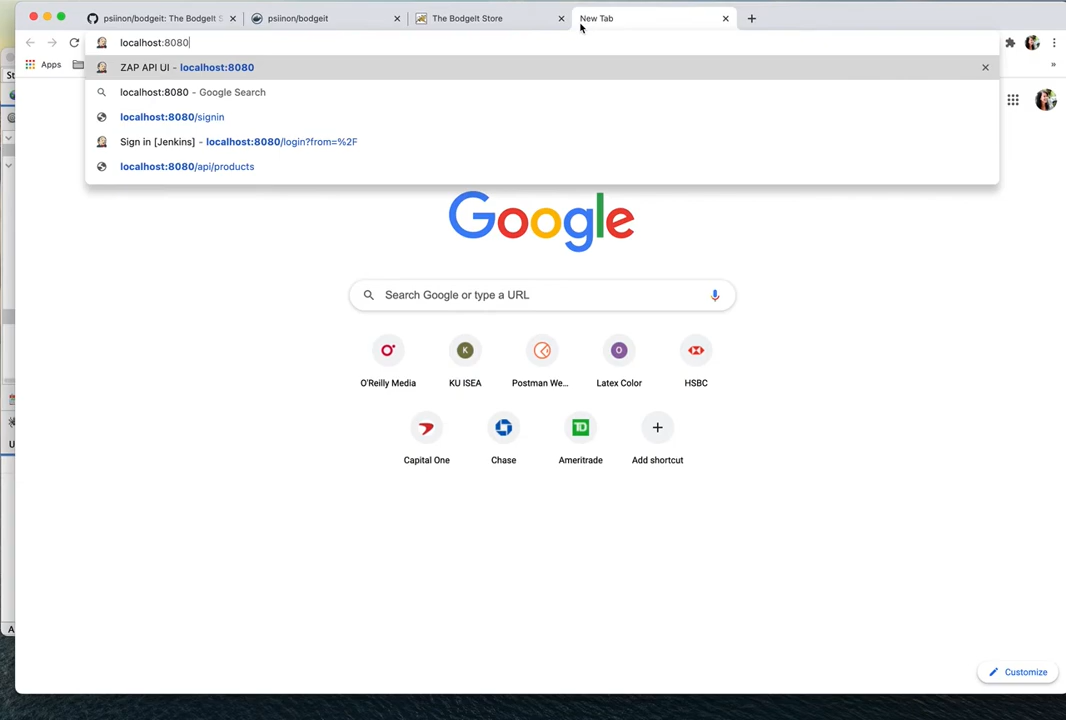 psiinon/bodgeit: The BodgeIt S
psiinon/bodgeit
The BodgeIt Store
New Tab
localhost:8080
Apps
ZAP API UI - localhost:8080
localhost:8080 - Google Search
localhost:8080/signin
Sign in [Jenkins] - localhost:8080/login?from=%2F
localhost:8080/api/products
St
Google
Search Google or type a URL
O'Reilly Media
K
KU ISEA
Postman We...
O
Latex Color
HSBC
Capital One
Chase
TD
Ameritrade
Add shortcut
U
A
Customize